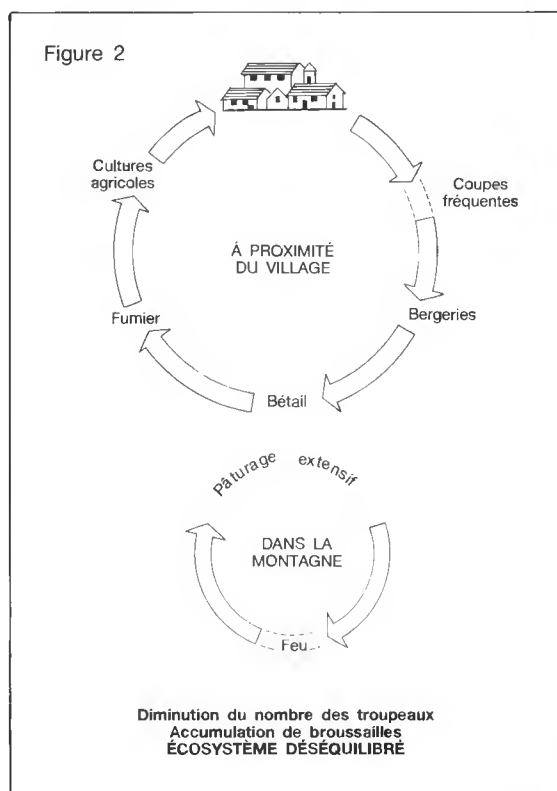 Figure 2
Cultures
agricoles
Coupes
fréquentes
Á PROXIMITÉ
DU VILLAGE
Fumier
Bergeries
Bétail
Pâturage extensif
DANS LA
MONTAGNE
Feu
Diminution du nombre des troupeaux
Accumulation de broussailles
ÉCOSYSTÈME DÉSÉQUILIBRÉ